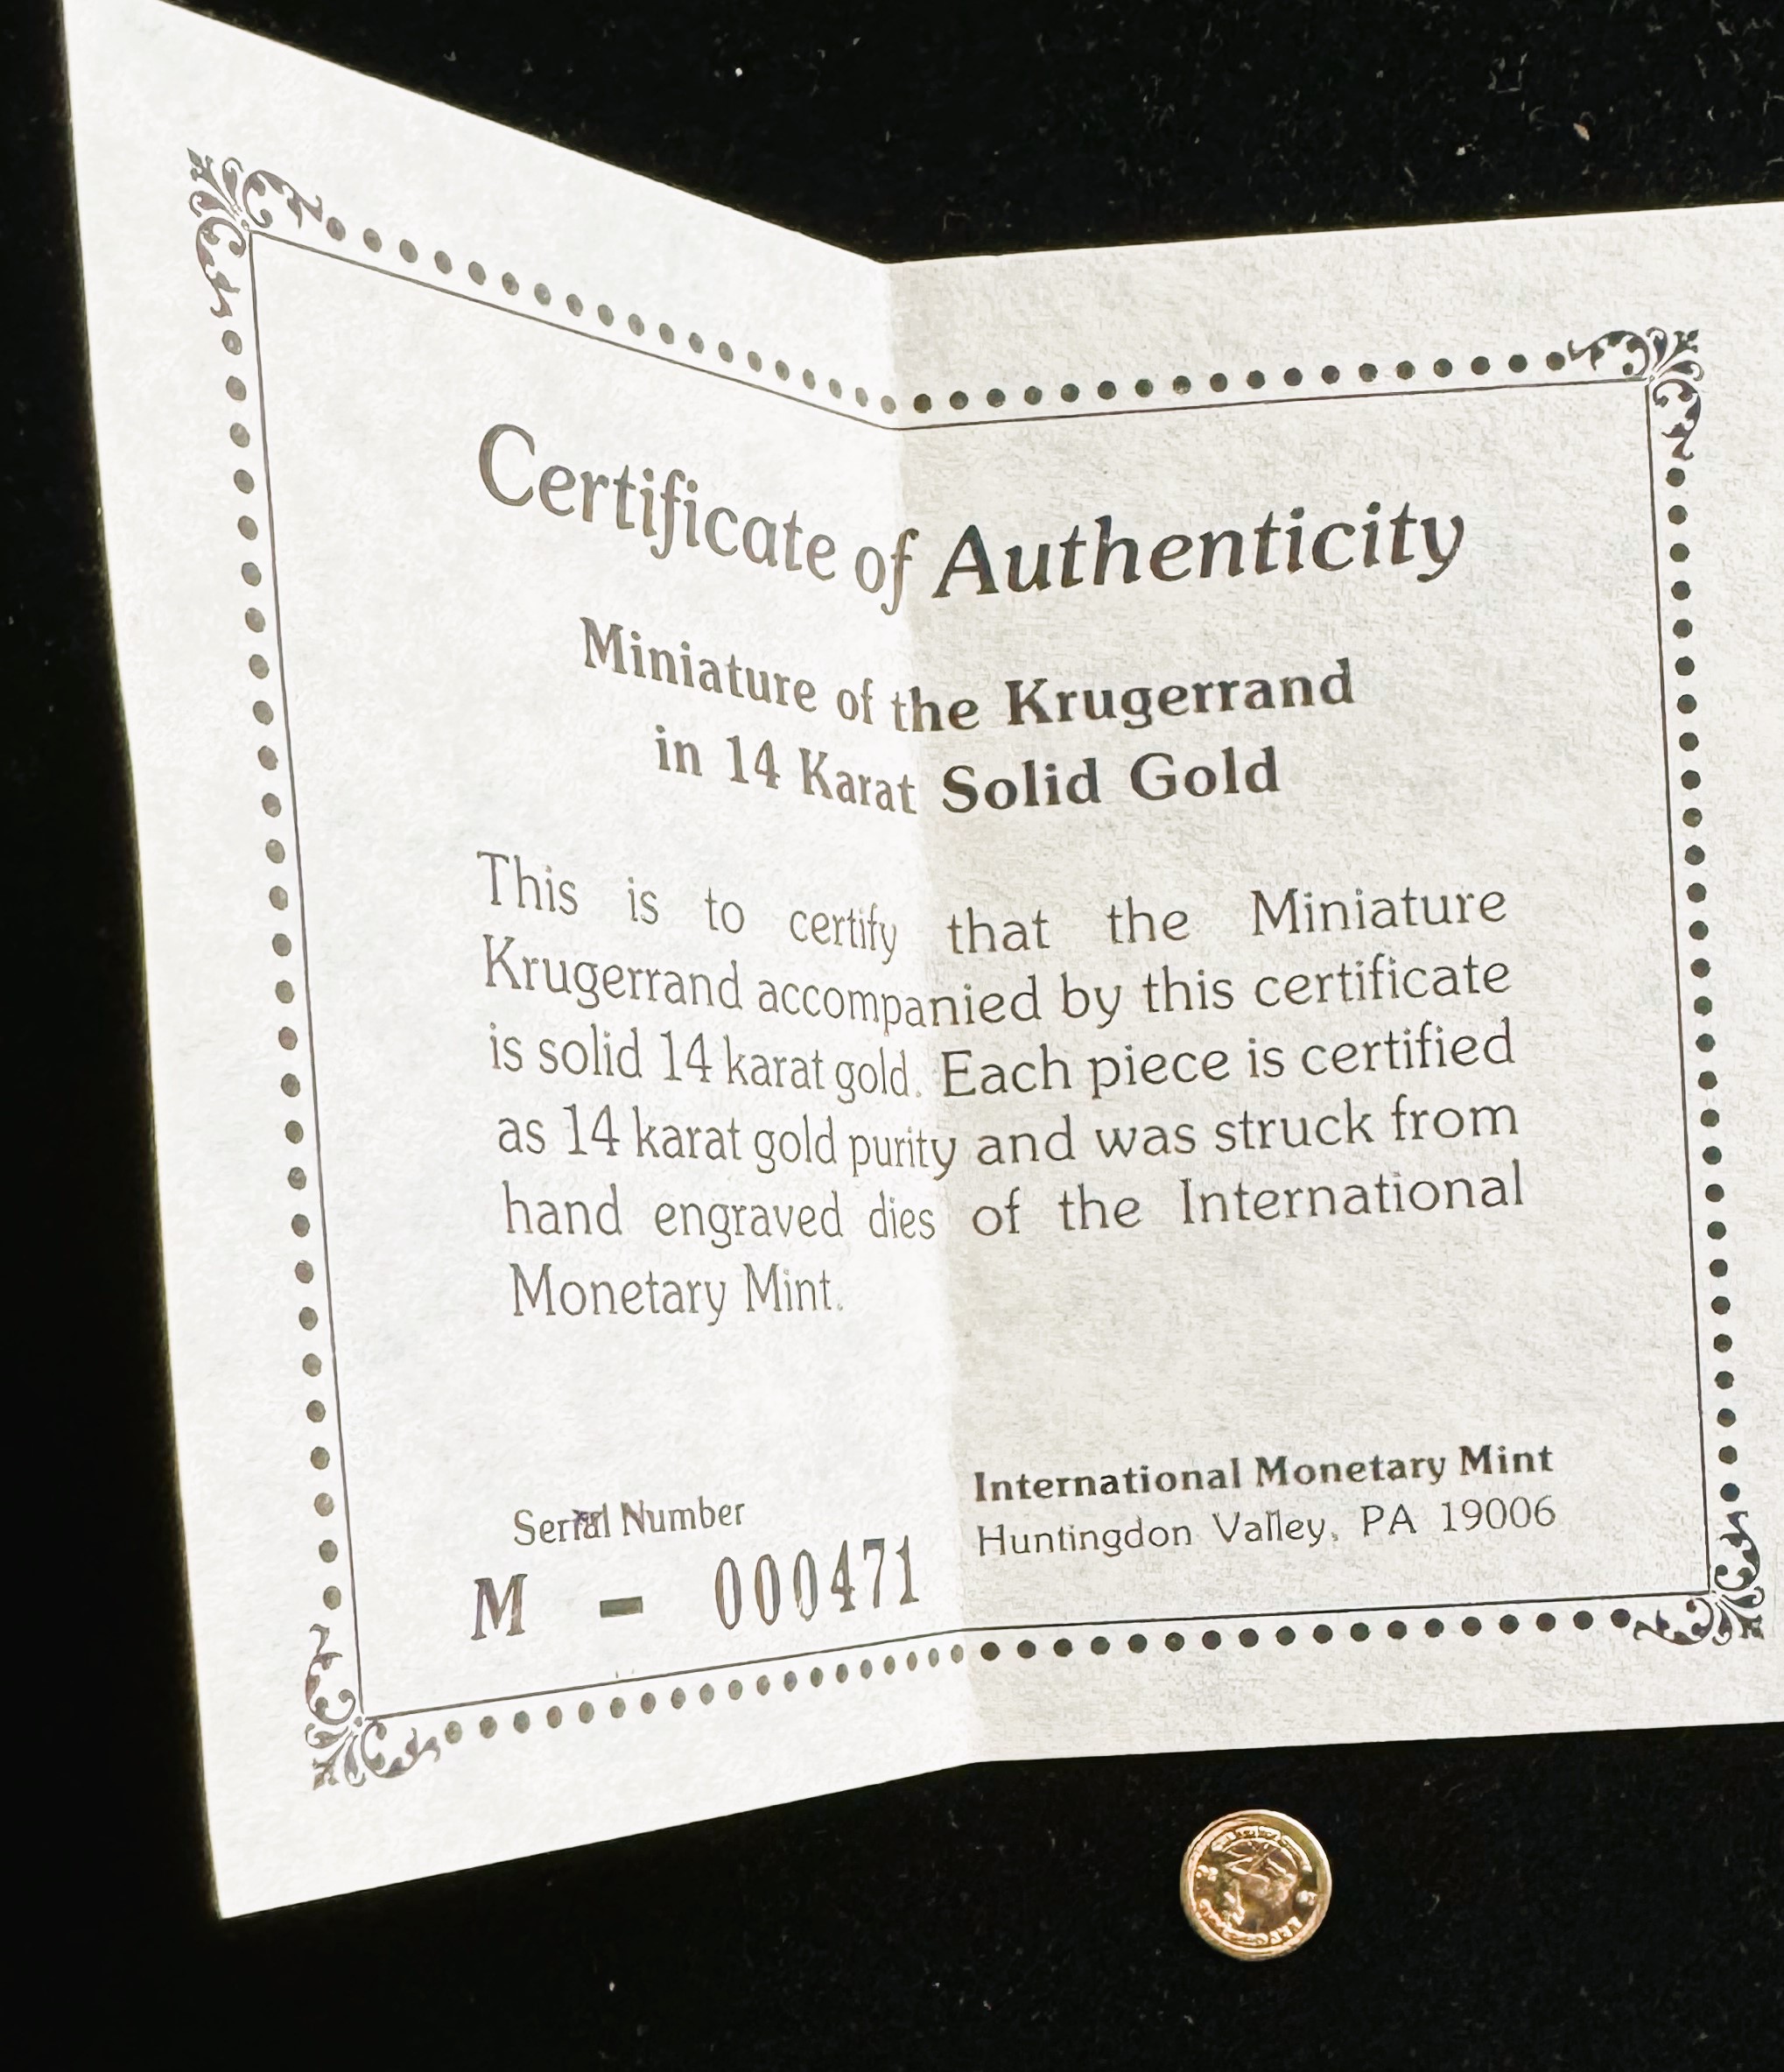 Certificate of Authenticity
Miniature of the Krugerrand
in 14 Karat Solid Gold
This is to certify that the Miniature
Krugerrand accompanied by this certificate
is solid 14 karat gold. Each piece is certified
as 14 karat gold purity and was struck from
hand engraved dies of the International
Monetary Mint.
Serial Number
M - 000471
International Monetary Mint
Huntingdon Valley, PA 19006